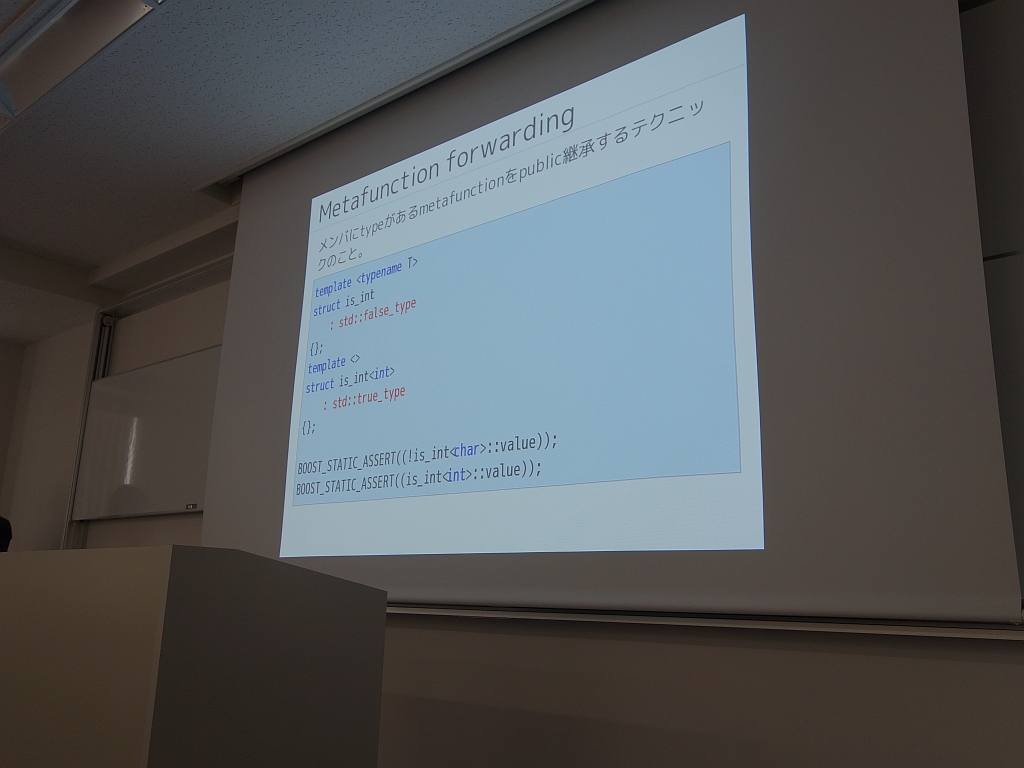 Metafunction forwarding
メンバにtypeがあるmetafunctionをpublic継承するテクニッ
クのこと。
template <typename T>
struct is_int
: std::false_type
{};
template <>
struct is_int<int>
: std::true_type
{};
BOOST_STATIC_ASSERT((!is_int<char>::value));
BOOST_STATIC_ASSERT((is_int<int>::value));